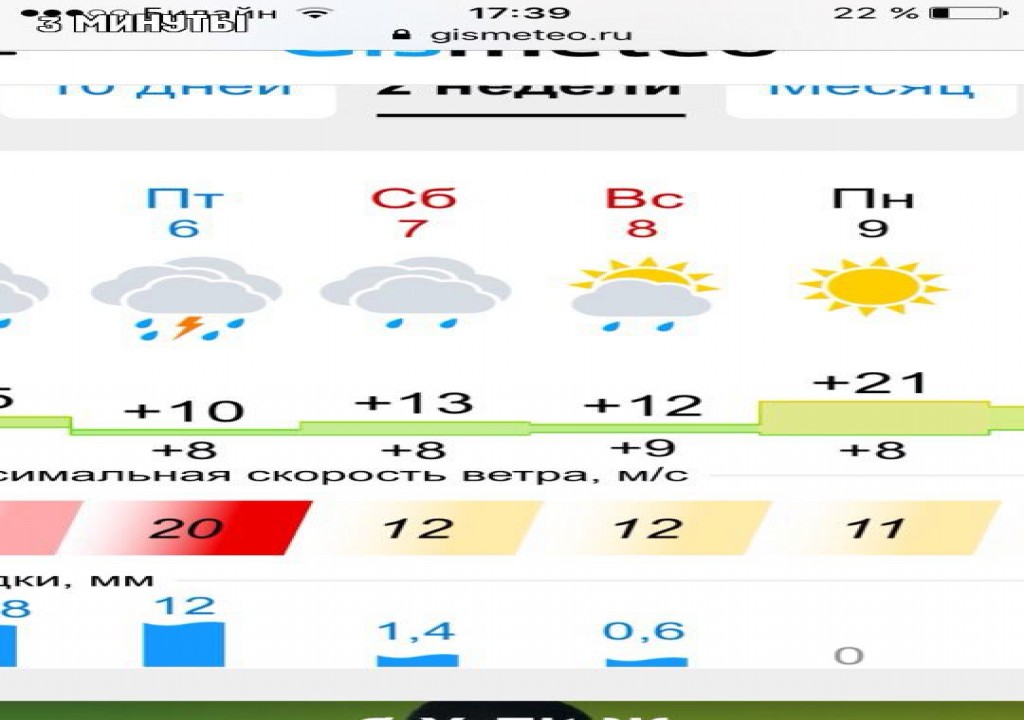 Билайн 17:39 22 %
3 минуты
gismeteo.ru
Gismeteo
10 дней 2 недели Месяц
Пт Сб Вс Пн
6 7 8 9
5 +10 +13 +12 +21
+8 +8 +9 +8
симальная скорость ветра, м/с
20 12 12 11
дки, мм
8 12 1,4 0,6 0